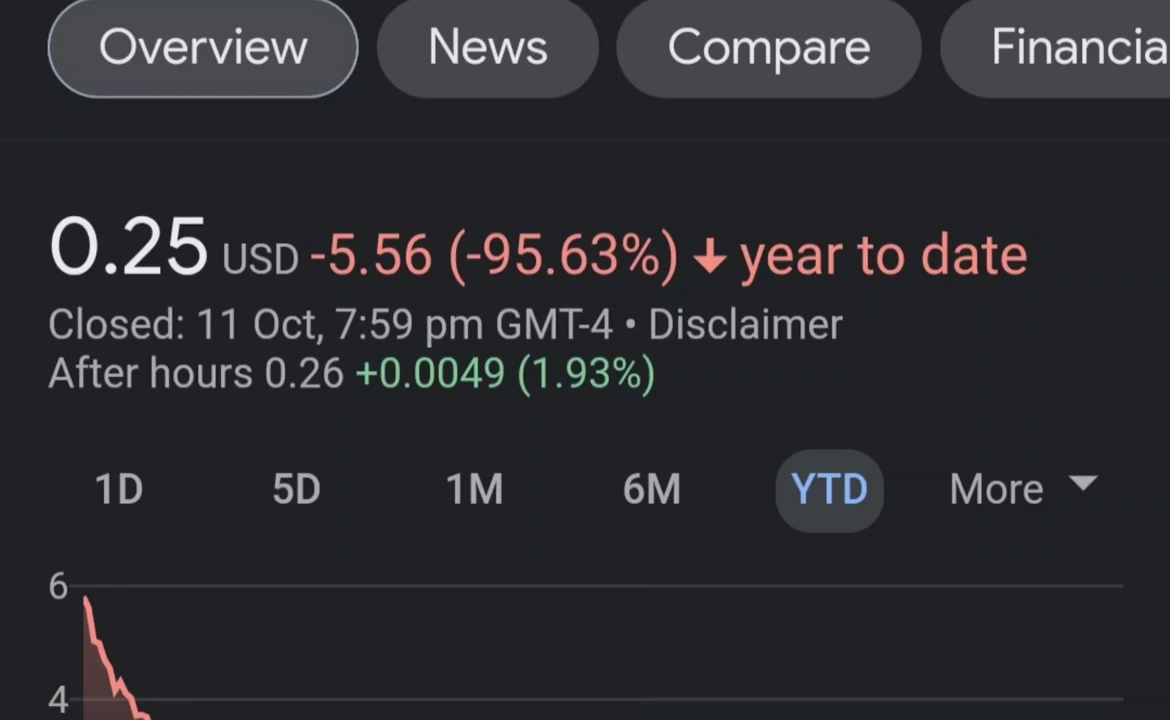 Overview News Compare Financia
0.25 USD -5.56 (-95.63%) ↓ year to date
Closed: 11 Oct, 7:59 pm GMT-4 • Disclaimer
After hours 0.26 +0.0049 (1.93%)
1D 5D 1M 6M YTD More
6
4